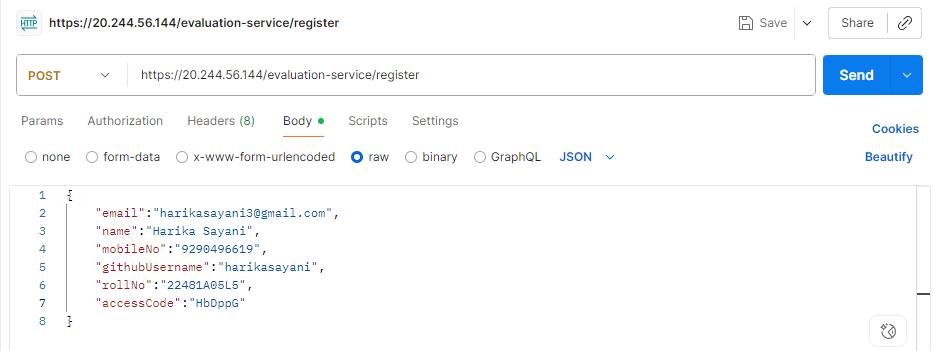 HTTP https://20.244.56.144/evaluation-service/register Save Share
POST https://20.244.56.144/evaluation-service/register Send
Params Authorization Headers (8) Body Scripts Settings Cookies
none form-data x-www-form-urlencoded raw binary GraphQL JSON Beautify
1 {
2 "email":"harikasayani3@gmail.com",
3 "name":"Harika Sayani",
4 "mobileNo":"9290496619",
5 "githubUsername":"harikasayani",
6 "rollNo":"22481A05L5",
7 "accessCode":"HbDppG"
8 }